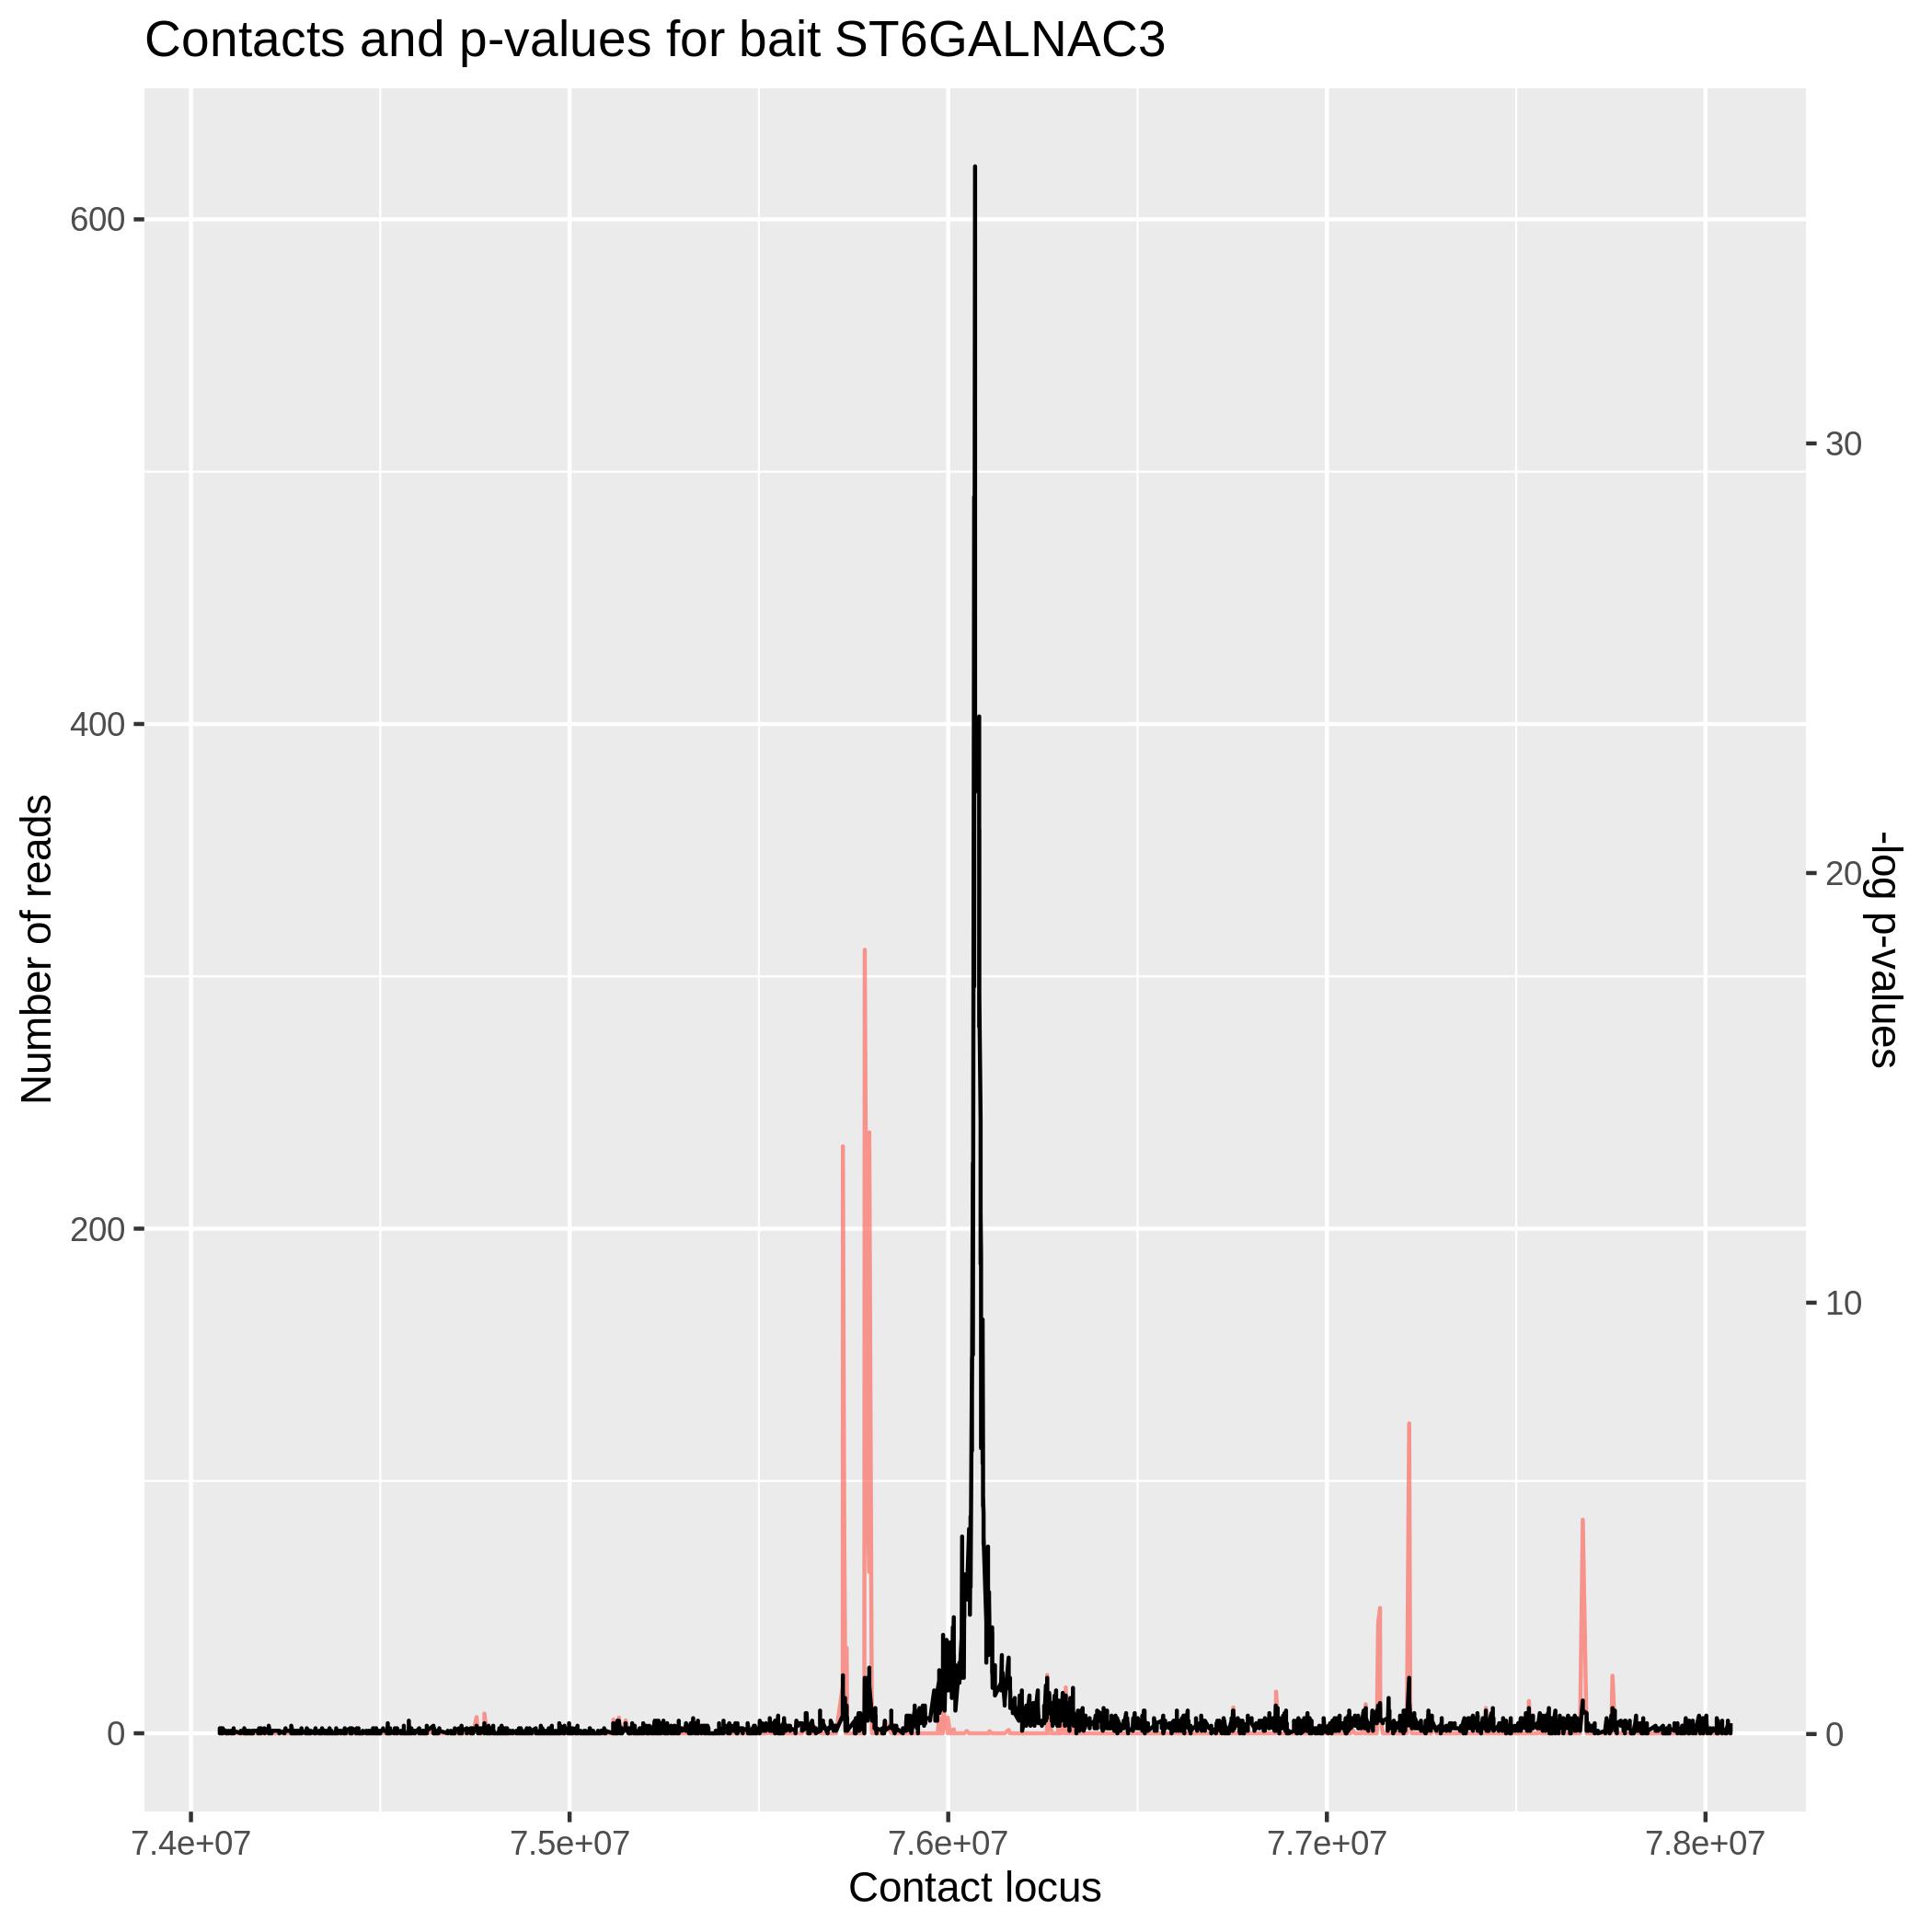 Contacts and p-values for bait ST6GALNAC3
Number of reads
600
400
200
0
30
20
10
0
-log p-values
7.4e+07 7.5e+07 7.6e+07 7.7e+07 7.8e+07
Contact locus